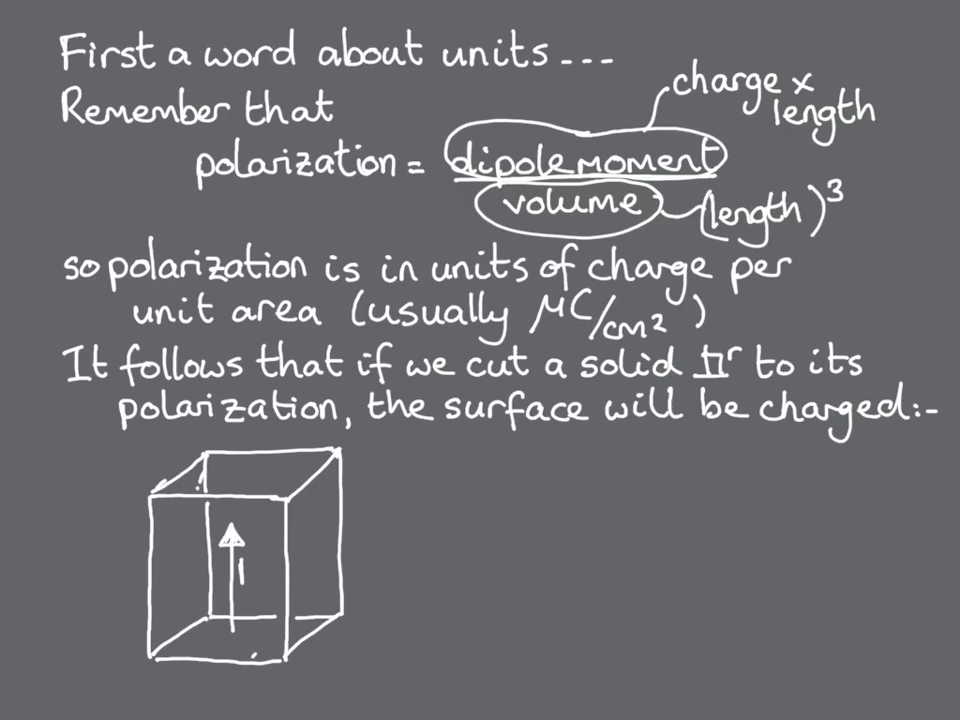 First a word about units ---
charge x
length
Remember that
polarization = dipole moment
volume
(length)³
so polarization is in units of charge per
unit area (usually μC/cm²)
It follows that if we cut a solid to its
polarization, the surface will be charged:-